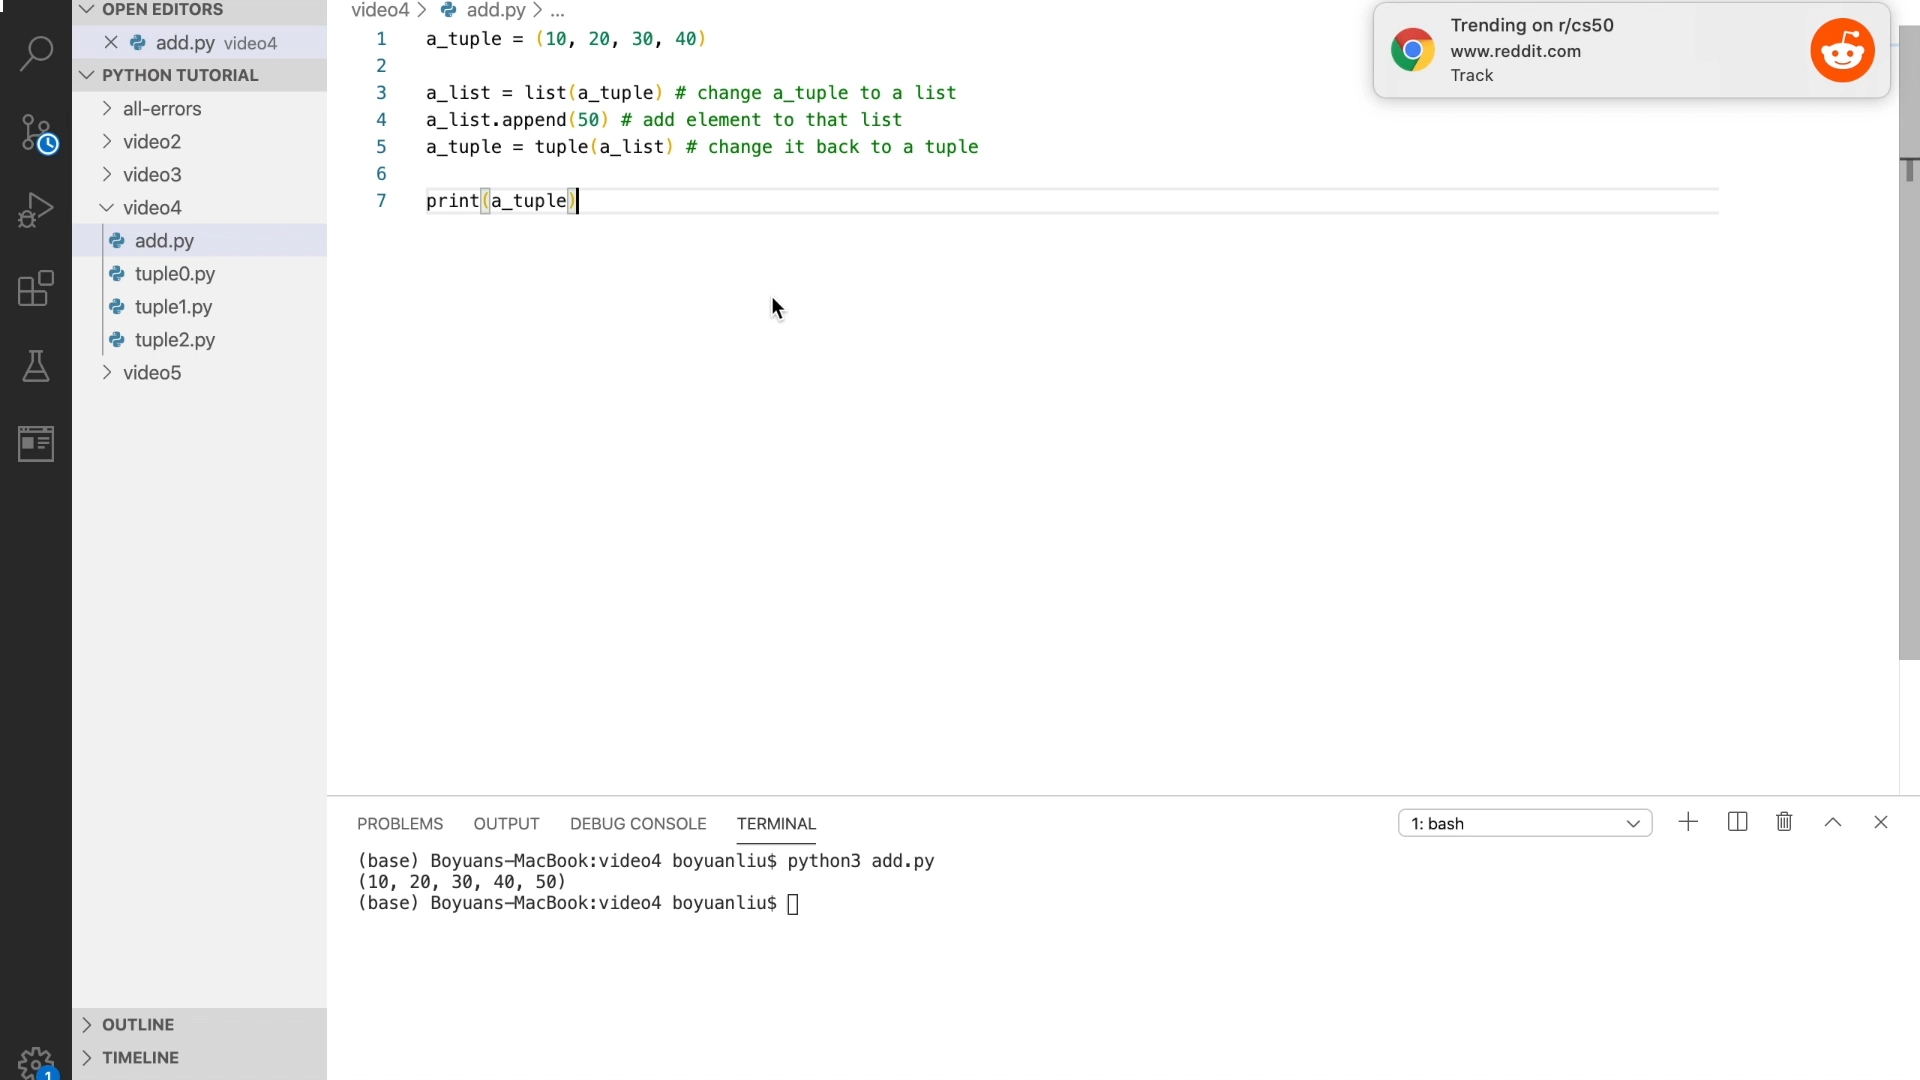 OPEN EDITORS
add.py video4
PYTHON TUTORIAL
all-errors
video2
video3
video4
add.py
tuple0.py
tuple1.py
tuple2.py
video5
OUTLINE
TIMELINE
1
video4 > add.py > ...
1 a_tuple = (10, 20, 30, 40)
2
3 a_list = list(a_tuple) # change a_tuple to a list
4 a_list.append(50) # add element to that list
5 a_tuple = tuple(a_list) # change it back to a tuple
6
7 print(a_tuple)
Trending on r/cs50
www.reddit.com
Track
PROBLEMS OUTPUT DEBUG CONSOLE TERMINAL 1: bash
(base) Boyuans-MacBook:video4 boyuanliu$ python3 add.py
(10, 20, 30, 40, 50)
(base) Boyuans-MacBook:video4 boyuanliu$